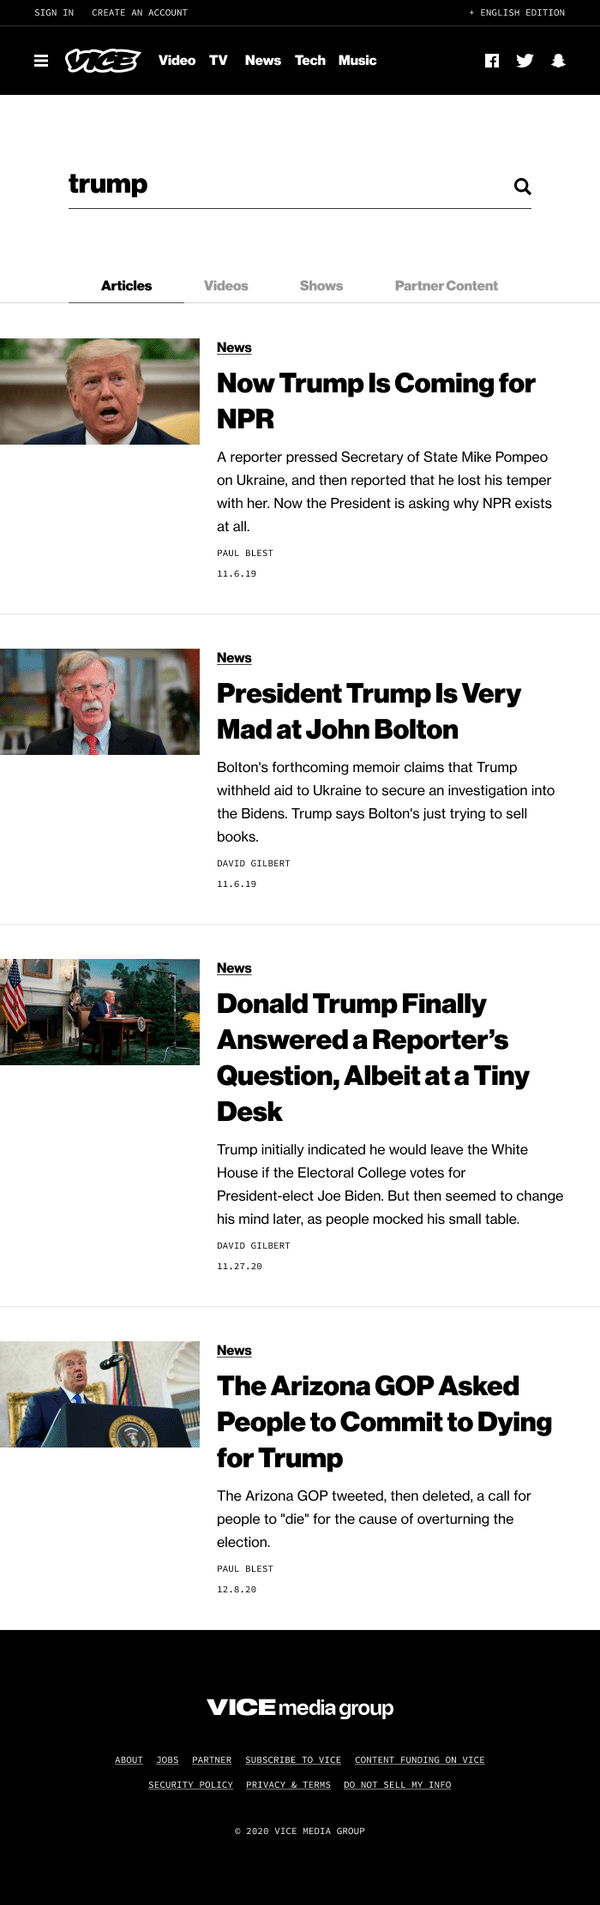 SIGN IN CREATE AN ACCOUNT + ENGLISH EDITION
VICE Video TV News Tech Music
trump
Articles Videos Shows Partner Content
News
Now Trump Is Coming for
NPR
A reporter pressed Secretary of State Mike Pompeo
on Ukraine, and then reported that he lost his temper
with her. Now the President is asking why NPR exists
at all.
PAUL BLEST
11.6.19
News
President Trump Is Very
Mad at John Bolton
Bolton's forthcoming memoir claims that Trump
withheld aid to Ukraine to secure an investigation into
the Bidens. Trump says Bolton's just trying to sell
books.
DAVID GILBERT
11.6.19
News
Donald Trump Finally
Answered a Reporter’s
Question, Albeit at a Tiny
Desk
Trump initially indicated he would leave the White
House if the Electoral College votes for
President-elect Joe Biden. But then seemed to change
his mind later, as people mocked his small table.
DAVID GILBERT
11.27.20
News
The Arizona GOP Asked
People to Commit to Dying
for Trump
The Arizona GOP tweeted, then deleted, a call for
people to "die" for the cause of overturning the
election.
PAUL BLEST
12.8.20
VICE media group
ABOUT JOBS PARTNER SUBSCRIBE TO VICE CONTENT FUNDING ON VICE
SECURITY POLICY PRIVACY & TERMS DO NOT SELL MY INFO
© 2020 VICE MEDIA GROUP